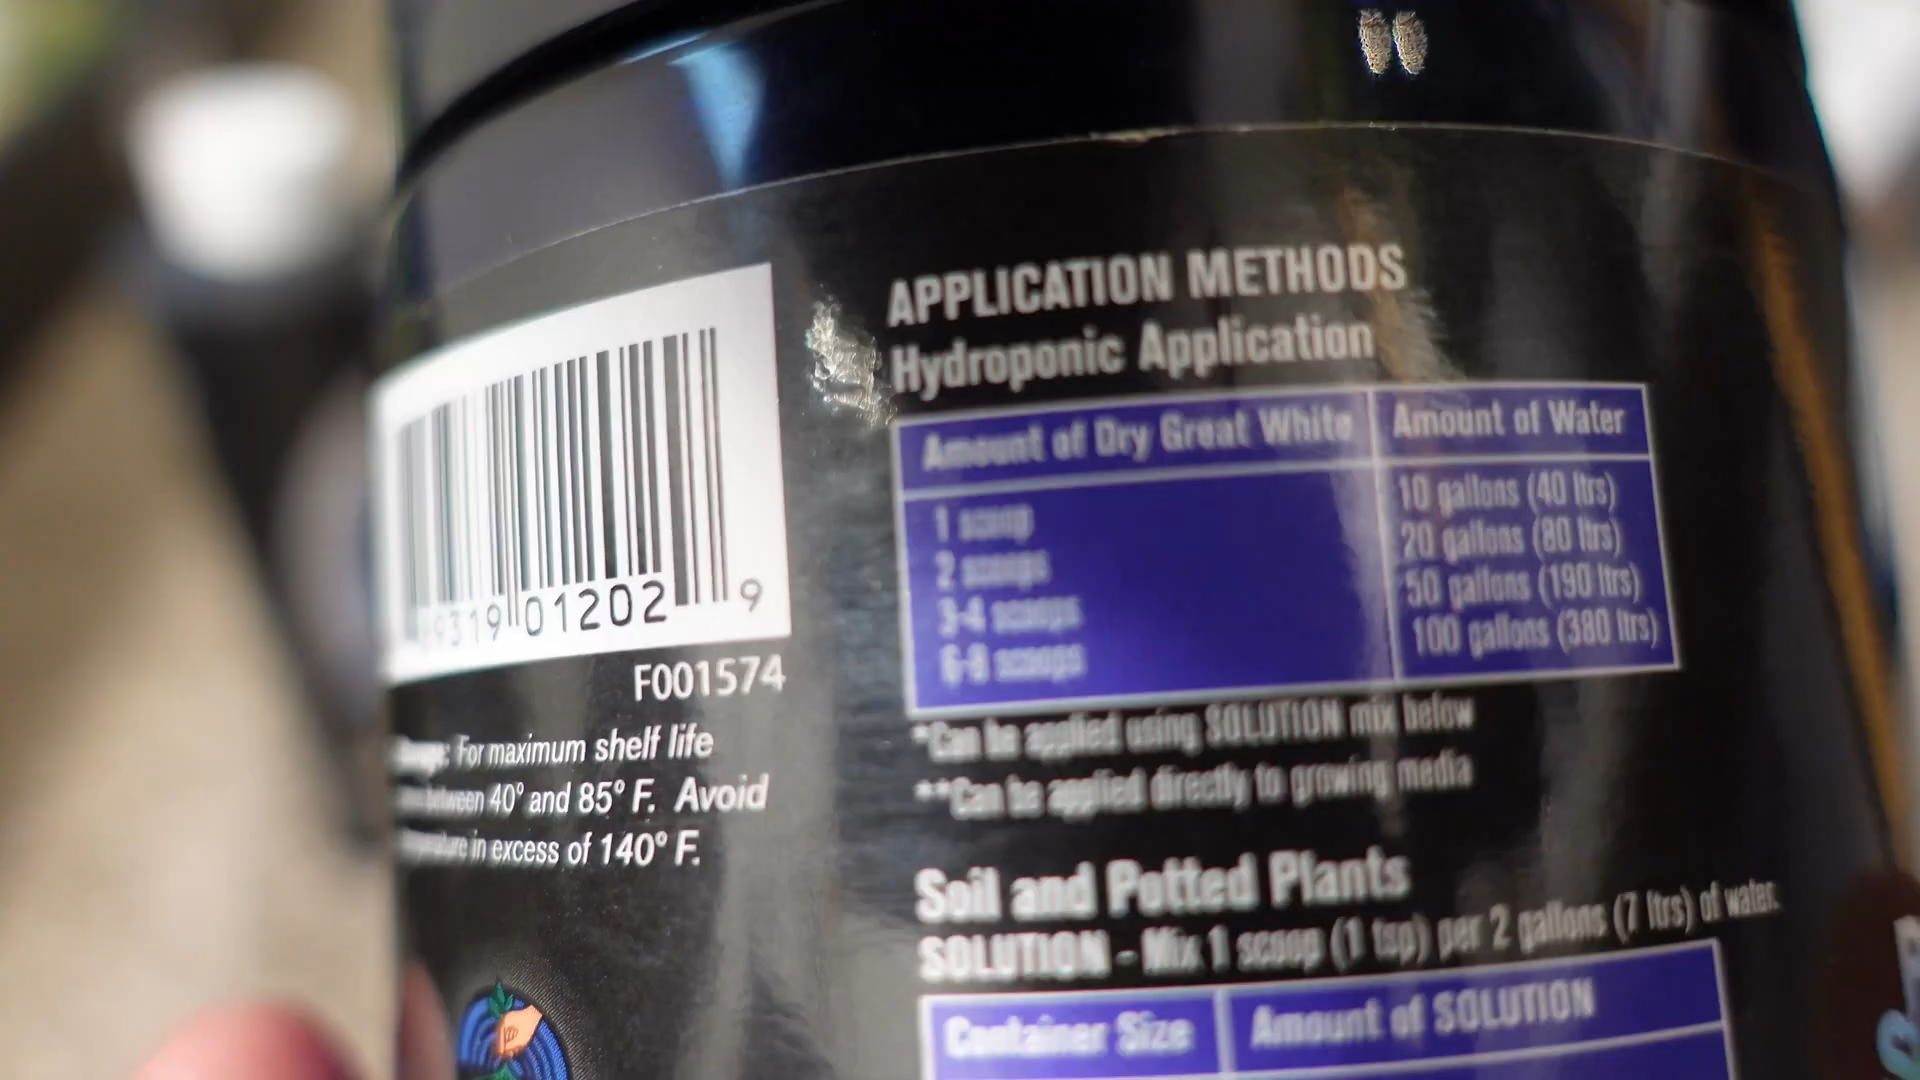 9319 01202 9
F001574
For maximum shelf life
between 40° and 85° F. Avoid
in excess of 140° F.
APPLICATION METHODS
Hydroponic Application
Amount of Dry Great White Amount of Water
1 scoop 10 gallons (40 ltrs)
2 scoops 20 gallons (80 ltrs)
3-4 scoops 50 gallons (190 ltrs)
6-8 scoops 100 gallons (380 ltrs)
*Can be applied using SOLUTION mix below
**Can be applied directly to growing media
Soil and Potted Plants
SOLUTION - Mix 1 scoop (1 tsp) per 2 gallons (7 ltrs) of water.
Container Size Amount of SOLUTION